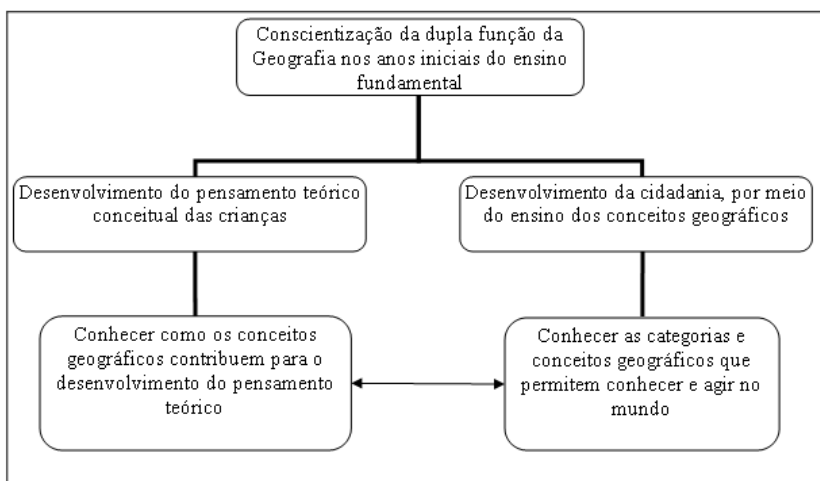 Conscientização da dupla função da
Geografia nos anos iniciais do ensino
fundamental
Desenvolvimento do pensamento teórico
conceitual das crianças
Desenvolvimento da cidadania, por meio
do ensino dos conceitos geográficos
Conhecer como os conceitos
geográficos contribuem para o
desenvolvimento do pensamento
teórico
Conhecer as categorias e
conceitos geográficos que
permitem conhecer e agir no
mundo